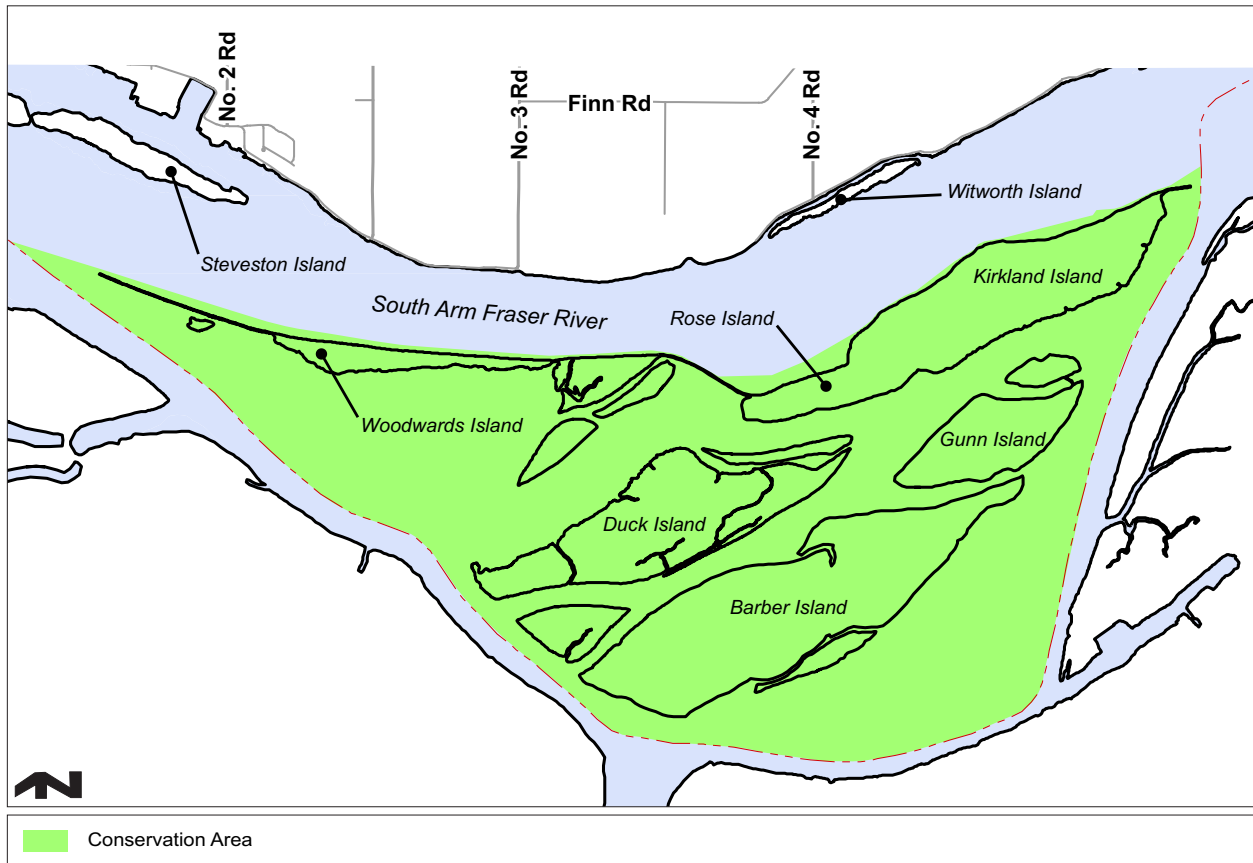 No. 2 Rd
No. 3 Rd
Finn Rd
No. 4 Rd
Witworth Island
Steveston Island
Kirkland Island
South Arm Fraser River
Rose Island
Woodwards Island
Gunn Island
Duck Island
Barber Island
N
Conservation Area